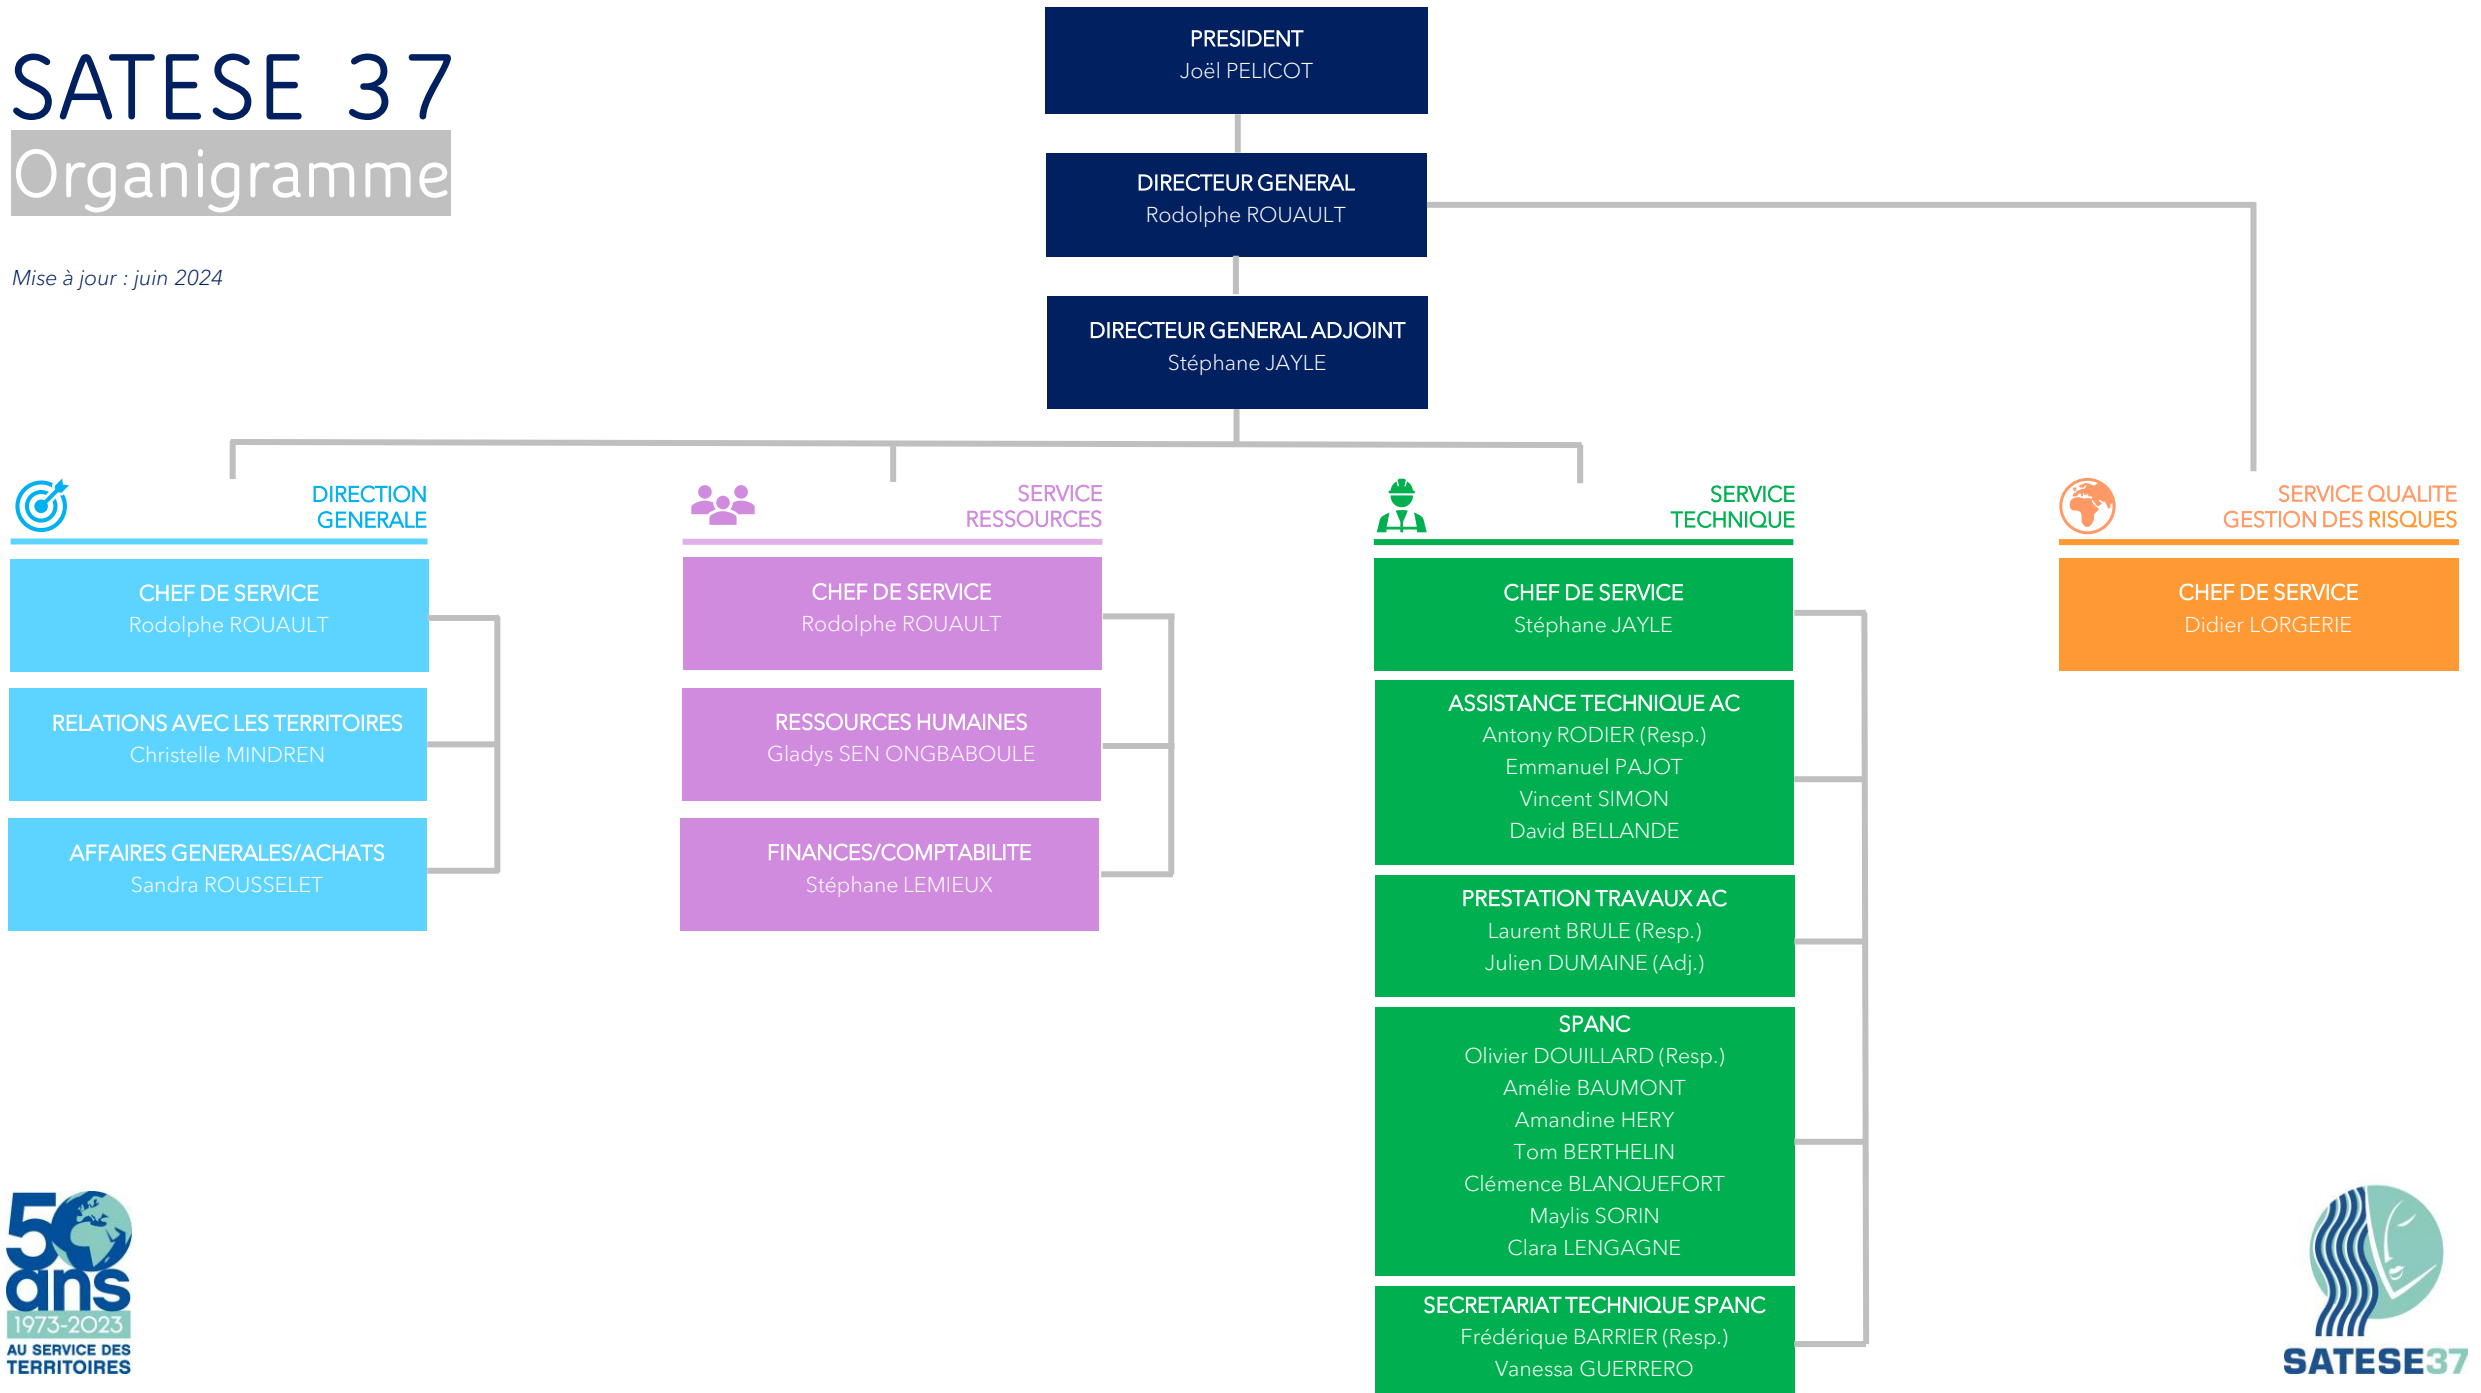 SATESE 37
Organigramme
Mise à jour : juin 2024
PRESIDENT
Joël PELICOT
DIRECTEUR GENERAL
Rodolphe ROUAULT
DIRECTEUR GENERAL ADJOINT
Stéphane JAYLE
DIRECTION
GENERALE
CHEF DE SERVICE
Rodolphe ROUAULT
RELATIONS AVEC LES TERRITOIRES
Christelle MINDREN
AFFAIRES GENERALES/ACHATS
Sandra ROUSSELET
SERVICE
RESSOURCES
CHEF DE SERVICE
Rodolphe ROUAULT
RESSOURCES HUMAINES
Gladys SEN ONGBABOULE
FINANCES/COMPTABILITE
Stéphane LEMIEUX
SERVICE
TECHNIQUE
CHEF DE SERVICE
Stéphane JAYLE
ASSISTANCE TECHNIQUE AC
Antony RODIER (Resp.)
Emmanuel PAJOT
Vincent SIMON
David BELLANDE
PRESTATION TRAVAUX AC
Laurent BRULE (Resp.)
Julien DUMAINE (Adj.)
SPANC
Olivier DOUILLARD (Resp.)
Amélie BAUMONT
Amandine HERY
Tom BERTHELIN
Clémence BLANQUEFORT
Maylis SORIN
Clara LENGAGNE
SECRETARIAT TECHNIQUE SPANC
Frédérique BARRIER (Resp.)
Vanessa GUERRERO
SERVICE QUALITE
GESTION DES RISQUES
CHEF DE SERVICE
Didier LORGERIE
50
ans
1973-2023
AU SERVICE DES
TERRITOIRES
SATESE37